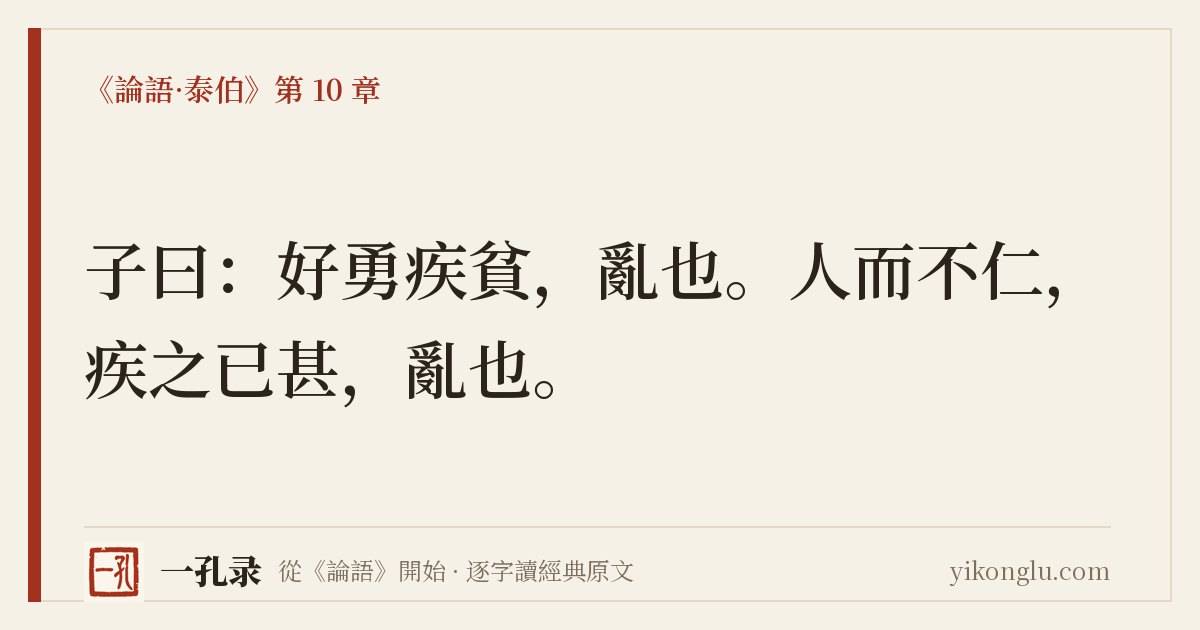 《論語·泰伯》第 10 章
子曰：好勇疾貧，亂也。人而不仁，
疾之已甚，亂也。
一孔
一孔录 從《論語》開始 · 逐字讀經典原文
yikonglu.com